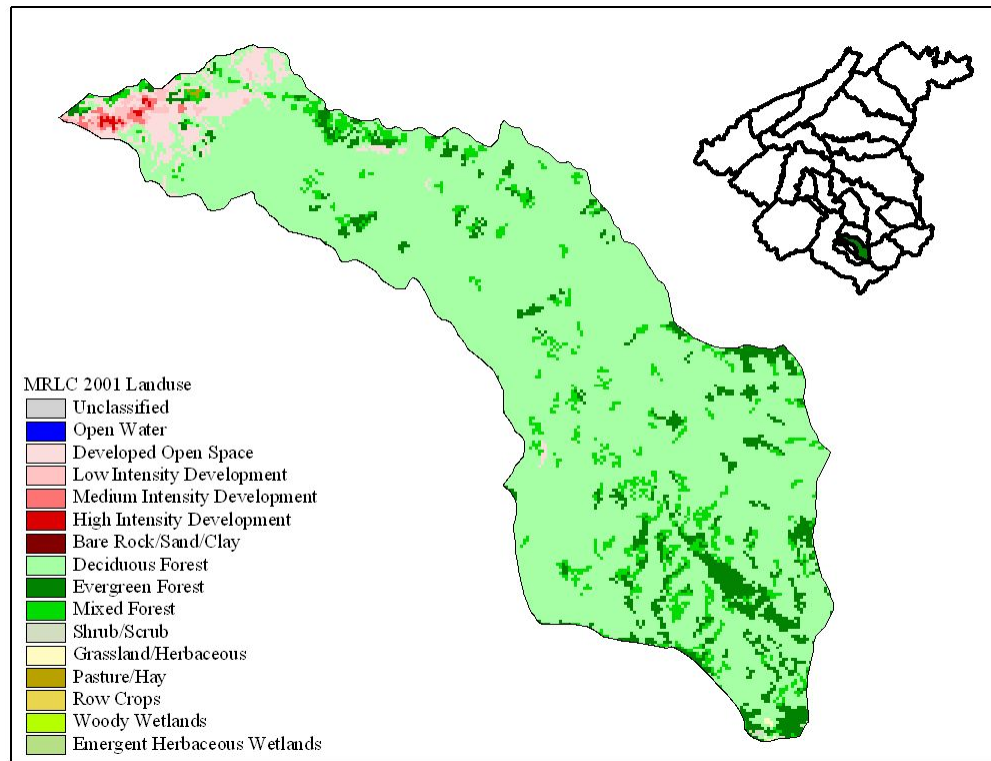 MRLC 2001 Landuse
Unclassified
Open Water
Developed Open Space
Low Intensity Development
Medium Intensity Development
High Intensity Development
Bare Rock/Sand/Clay
Deciduous Forest
Evergreen Forest
Mixed Forest
Shrub/Scrub
Grassland/Herbaceous
Pasture/Hay
Row Crops
Woody Wetlands
Emergent Herbaceous Wetlands